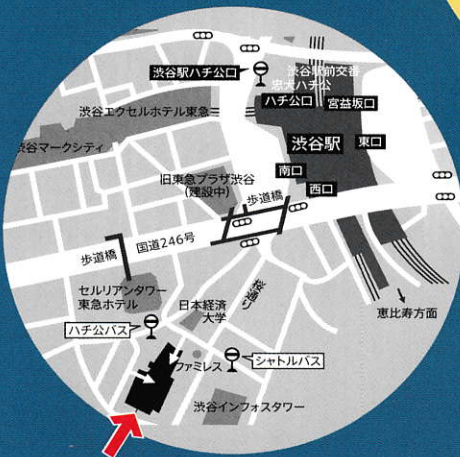 渋谷駅ハチ公口
渋谷駅前交番
忠犬ハチ公
ハチ公口
宮益坂口
渋谷エクセルホテル東急
渋谷駅
東口
渋谷マークシティ
南口
西口
旧東急プラザ渋谷
(建設中)
歩道橋
国道246号
歩道橋
セルリアンタワー
東急ホテル
日本経済
大学
桜通り
恵比寿方面
ハチ公バス
ファミレス
シャトルバス
渋谷インフォスタワー